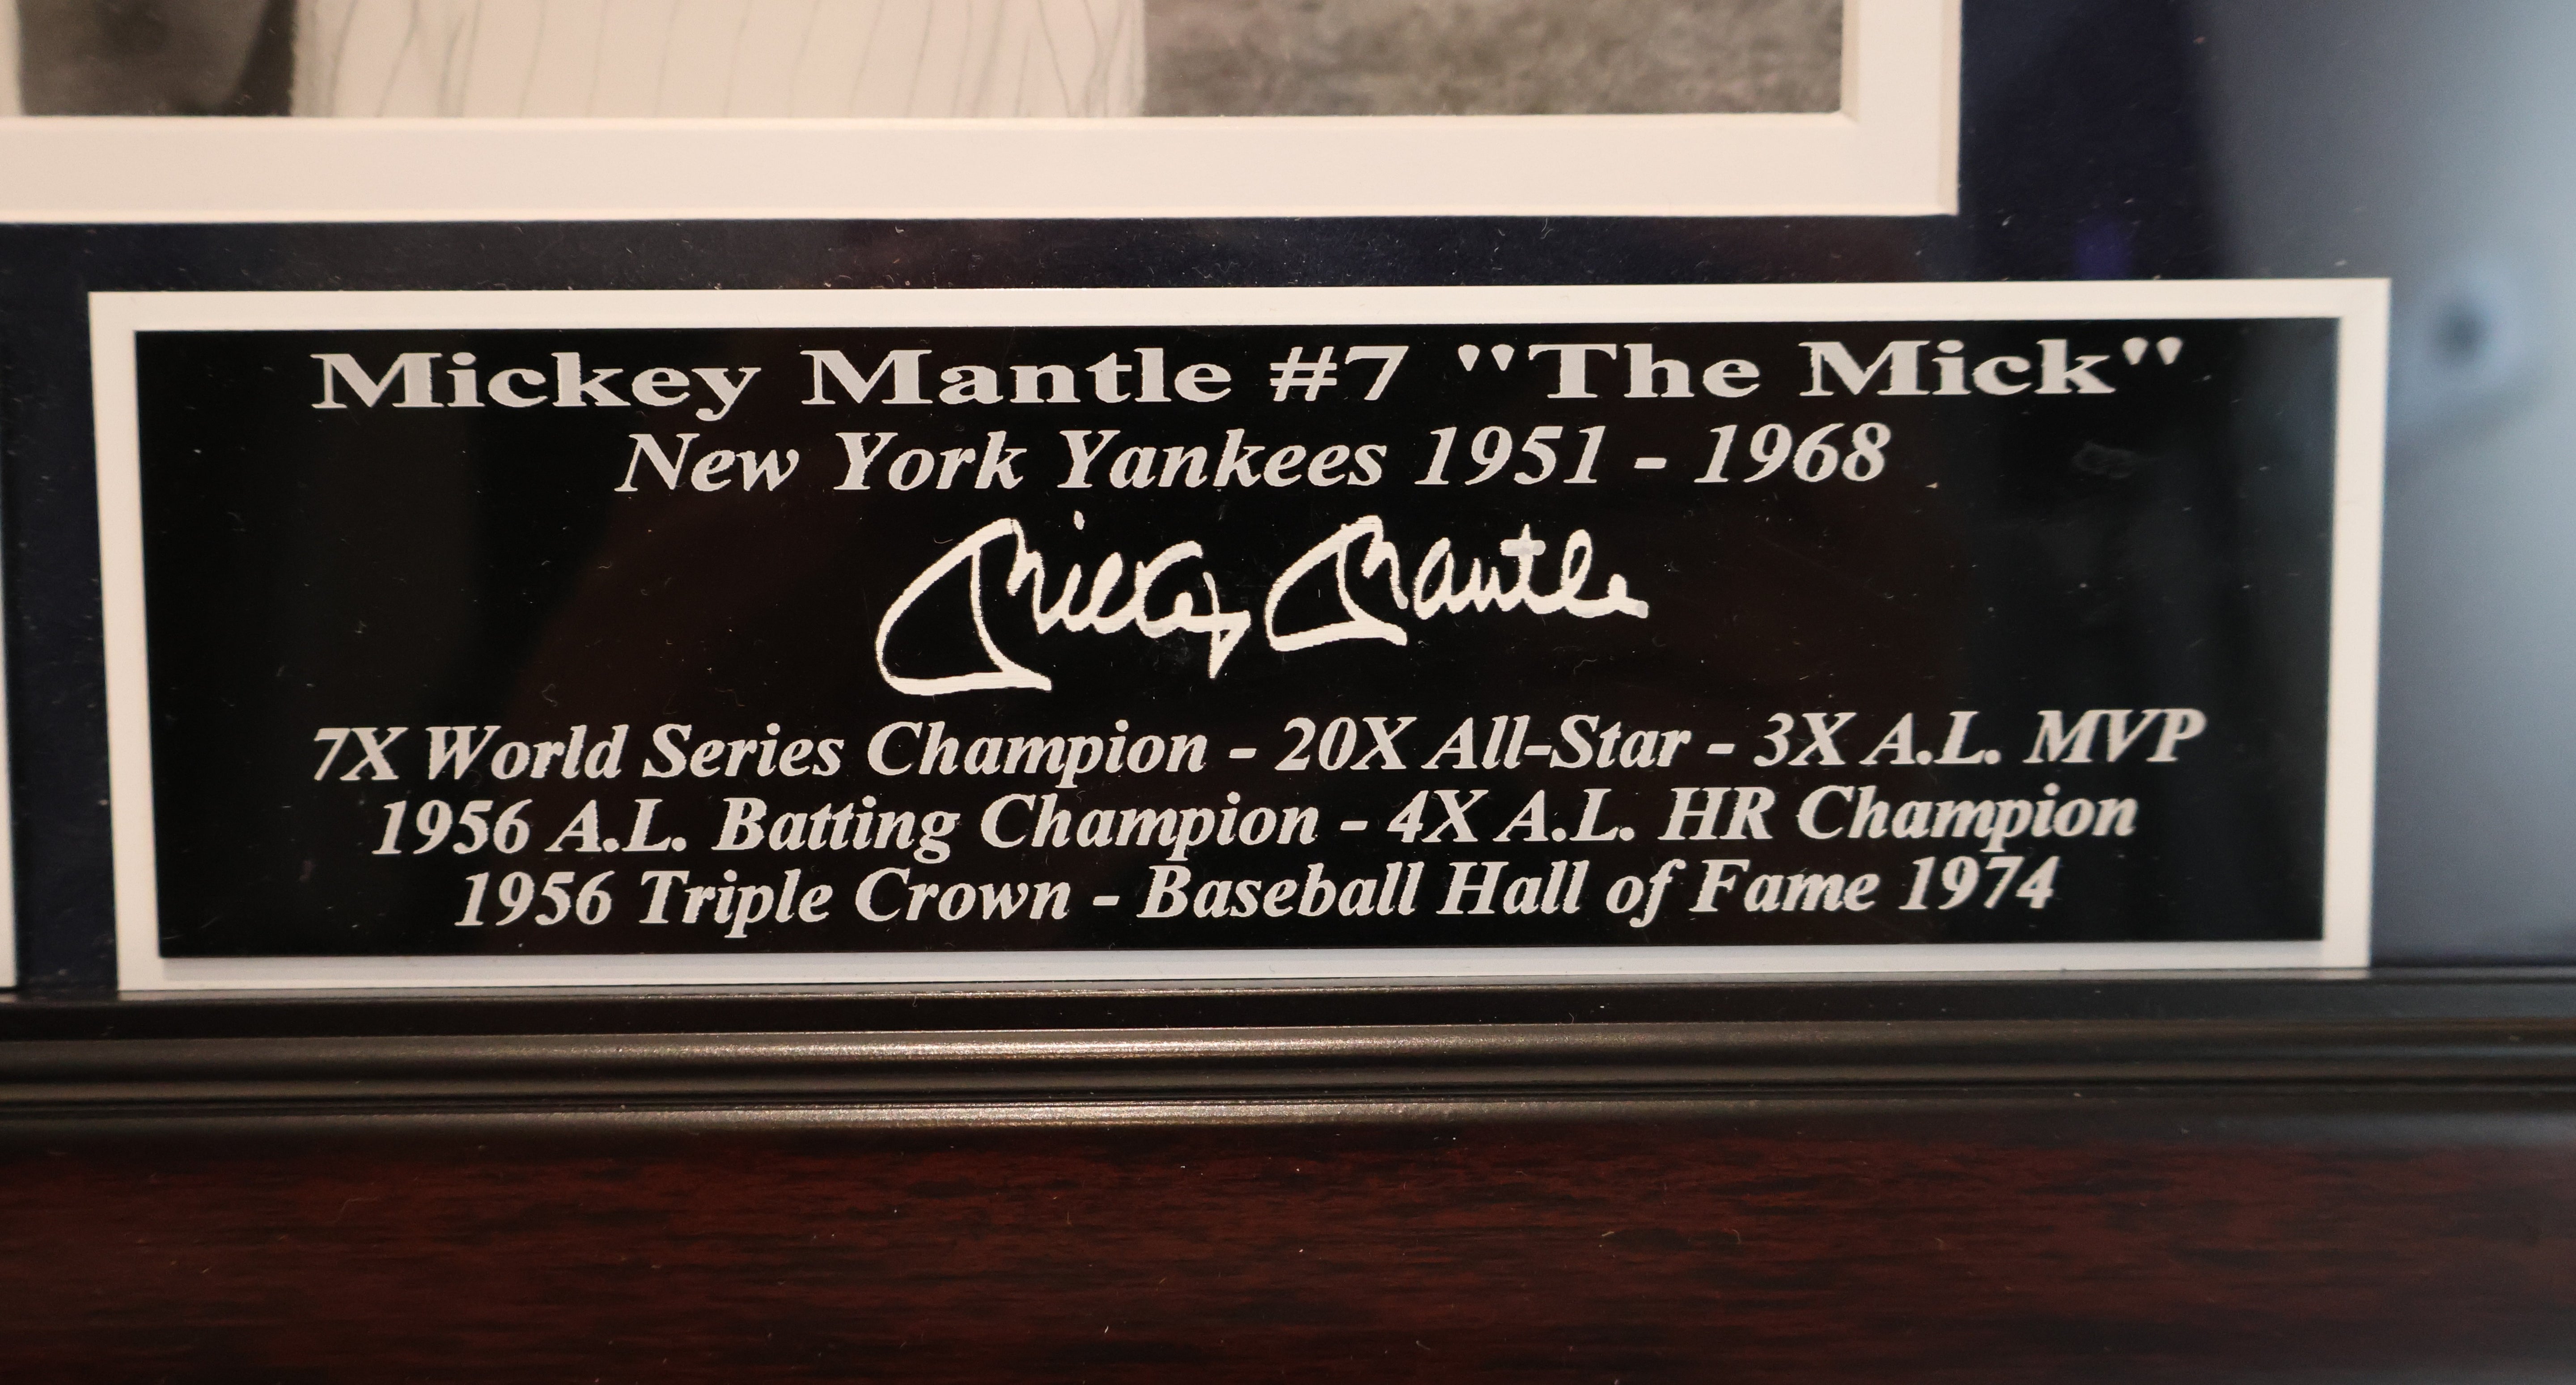 Mickey Mantle #7 "The Mick"
New York Yankees 1951 - 1968
Mickey Mantle
7X World Series Champion - 20X All-Star - 3X A.L. MVP
1956 A.L. Batting Champion - 4X A.L. HR Champion
1956 Triple Crown - Baseball Hall of Fame 1974